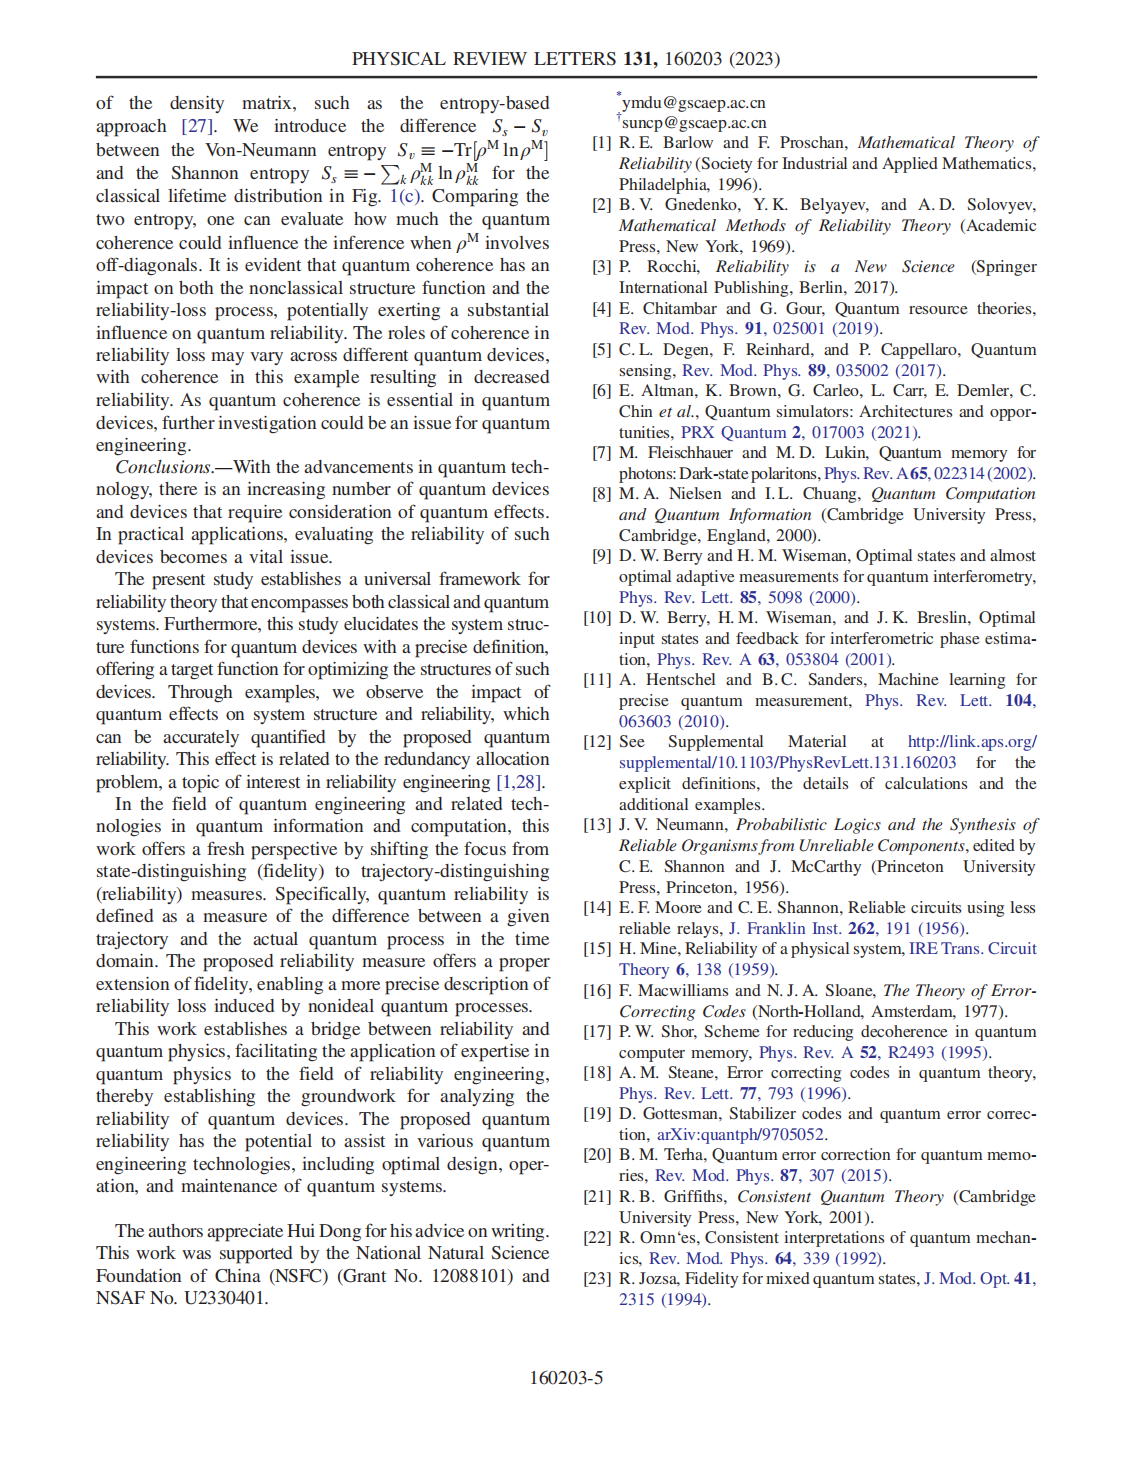 PHYSICAL REVIEW LETTERS 131, 160203 (2023)
of the density matrix, such as the entropy-based
approach [27]. We introduce the difference S_s − S_v
between the Von-Neumann entropy S_v ≡ −Tr[ρ^M ln ρ^M]
and the Shannon entropy S_s ≡ − ∑_k ρ^M_kk ln ρ^M_kk for the
classical lifetime distribution in Fig. 1(c). Comparing the
two entropy, one can evaluate how much the quantum
coherence could influence the inference when ρ^M involves
off-diagonals. It is evident that quantum coherence has an
impact on both the nonclassical structure function and the
reliability-loss process, potentially exerting a substantial
influence on quantum reliability. The roles of coherence in
reliability loss may vary across different quantum devices,
with coherence in this example resulting in decreased
reliability. As quantum coherence is essential in quantum
devices, further investigation could be an issue for quantum
engineering.
Conclusions.—With the advancements in quantum tech-
nology, there is an increasing number of quantum devices
and devices that require consideration of quantum effects.
In practical applications, evaluating the reliability of such
devices becomes a vital issue.
The present study establishes a universal framework for
reliability theory that encompasses both classical and quantum
systems. Furthermore, this study elucidates the system struc-
ture functions for quantum devices with a precise definition,
offering a target function for optimizing the structures of such
devices. Through examples, we observe the impact of
quantum effects on system structure and reliability, which
can be accurately quantified by the proposed quantum
reliability. This effect is related to the redundancy allocation
problem, a topic of interest in reliability engineering [1,28].
In the field of quantum engineering and related tech-
nologies in quantum information and computation, this
work offers a fresh perspective by shifting the focus from
state-distinguishing (fidelity) to trajectory-distinguishing
(reliability) measures. Specifically, quantum reliability is
defined as a measure of the difference between a given
trajectory and the actual quantum process in the time
domain. The proposed reliability measure offers a proper
extension of fidelity, enabling a more precise description of
reliability loss induced by nonideal quantum processes.
This work establishes a bridge between reliability and
quantum physics, facilitating the application of expertise in
quantum physics to the field of reliability engineering,
thereby establishing the groundwork for analyzing the
reliability of quantum devices. The proposed quantum
reliability has the potential to assist in various quantum
engineering technologies, including optimal design, oper-
ation, and maintenance of quantum systems.
The authors appreciate Hui Dong for his advice on writing.
This work was supported by the National Natural Science
Foundation of China (NSFC) (Grant No. 12088101) and
NSAF No. U2330401.
*ymdu@gscaep.ac.cn
†suncp@gscaep.ac.cn
[1] R. E. Barlow and F. Proschan, Mathematical Theory of
Reliability (Society for Industrial and Applied Mathematics,
Philadelphia, 1996).
[2] B. V. Gnedenko, Y. K. Belyayev, and A. D. Solovyev,
Mathematical Methods of Reliability Theory (Academic
Press, New York, 1969).
[3] P. Rocchi, Reliability is a New Science (Springer
International Publishing, Berlin, 2017).
[4] E. Chitambar and G. Gour, Quantum resource theories,
Rev. Mod. Phys. 91, 025001 (2019).
[5] C. L. Degen, F. Reinhard, and P. Cappellaro, Quantum
sensing, Rev. Mod. Phys. 89, 035002 (2017).
[6] E. Altman, K. Brown, G. Carleo, L. Carr, E. Demler, C.
Chin et al., Quantum simulators: Architectures and oppor-
tunities, PRX Quantum 2, 017003 (2021).
[7] M. Fleischhauer and M. D. Lukin, Quantum memory for
photons: Dark-state polaritons, Phys. Rev. A 65, 022314 (2002).
[8] M. A. Nielsen and I. L. Chuang, Quantum Computation
and Quantum Information (Cambridge University Press,
Cambridge, England, 2000).
[9] D. W. Berry and H. M. Wiseman, Optimal states and almost
optimal adaptive measurements for quantum interferometry,
Phys. Rev. Lett. 85, 5098 (2000).
[10] D. W. Berry, H. M. Wiseman, and J. K. Breslin, Optimal
input states and feedback for interferometric phase estima-
tion, Phys. Rev. A 63, 053804 (2001).
[11] A. Hentschel and B. C. Sanders, Machine learning for
precise quantum measurement, Phys. Rev. Lett. 104,
063603 (2010).
[12] See Supplemental Material at http://link.aps.org/
supplemental/10.1103/PhysRevLett.131.160203 for the
explicit definitions, the details of calculations and the
additional examples.
[13] J. V. Neumann, Probabilistic Logics and the Synthesis of
Reliable Organisms from Unreliable Components, edited by
C. E. Shannon and J. McCarthy (Princeton University
Press, Princeton, 1956).
[14] E. F. Moore and C. E. Shannon, Reliable circuits using less
reliable relays, J. Franklin Inst. 262, 191 (1956).
[15] H. Mine, Reliability of a physical system, IRE Trans. Circuit
Theory 6, 138 (1959).
[16] F. Macwilliams and N. J. A. Sloane, The Theory of Error-
Correcting Codes (North-Holland, Amsterdam, 1977).
[17] P. W. Shor, Scheme for reducing decoherence in quantum
computer memory, Phys. Rev. A 52, R2493 (1995).
[18] A. M. Steane, Error correcting codes in quantum theory,
Phys. Rev. Lett. 77, 793 (1996).
[19] D. Gottesman, Stabilizer codes and quantum error correc-
tion, arXiv:quantph/9705052.
[20] B. M. Terha, Quantum error correction for quantum memo-
ries, Rev. Mod. Phys. 87, 307 (2015).
[21] R. B. Griffiths, Consistent Quantum Theory (Cambridge
University Press, New York, 2001).
[22] R. Omn‘es, Consistent interpretations of quantum mechan-
ics, Rev. Mod. Phys. 64, 339 (1992).
[23] R. Jozsa, Fidelity for mixed quantum states, J. Mod. Opt. 41,
2315 (1994).
160203-5